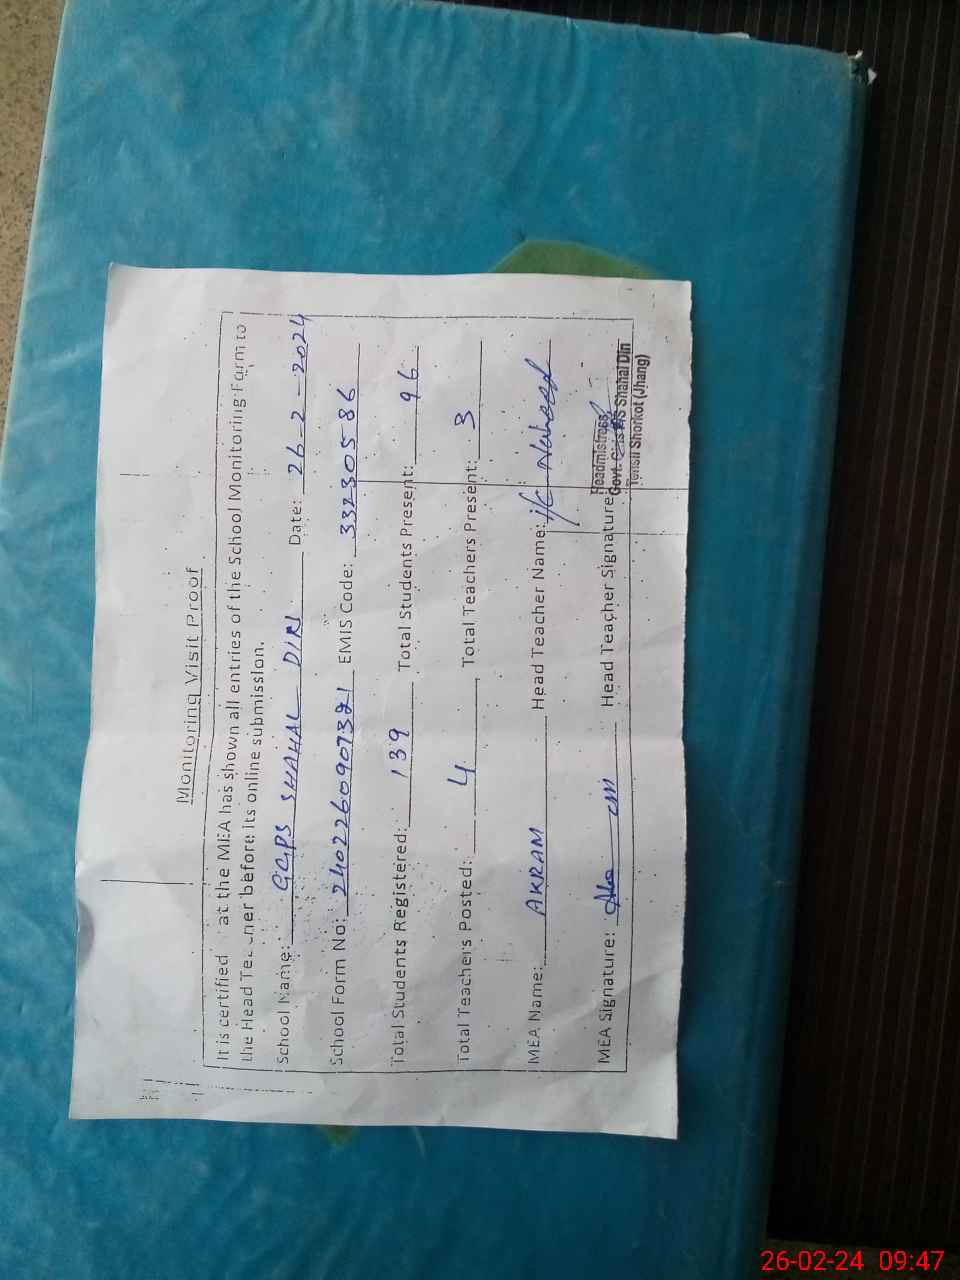 Monitoring Visit Proof
It is certified at the MEA has shown all entries of the School Monitoring Form to
the Head Teacher before its online submission.
School Name: GGPS SHAHAL DIN Date: 26-2-2024
School Form No: EMIS Code: 33230586
Total Students Registered: 139 Total Students Present: 96
Total Teachers Posted: 4 Total Teachers Present: 3
MEA Name: AKRAM Head Teacher Name: i/c Naheed
MEA Signature: Head Teacher Signature:
Headmistress
Govt. Girls P/S Shahal Din
Tehsil Shorkot (Jhang)
26-02-24 09:47